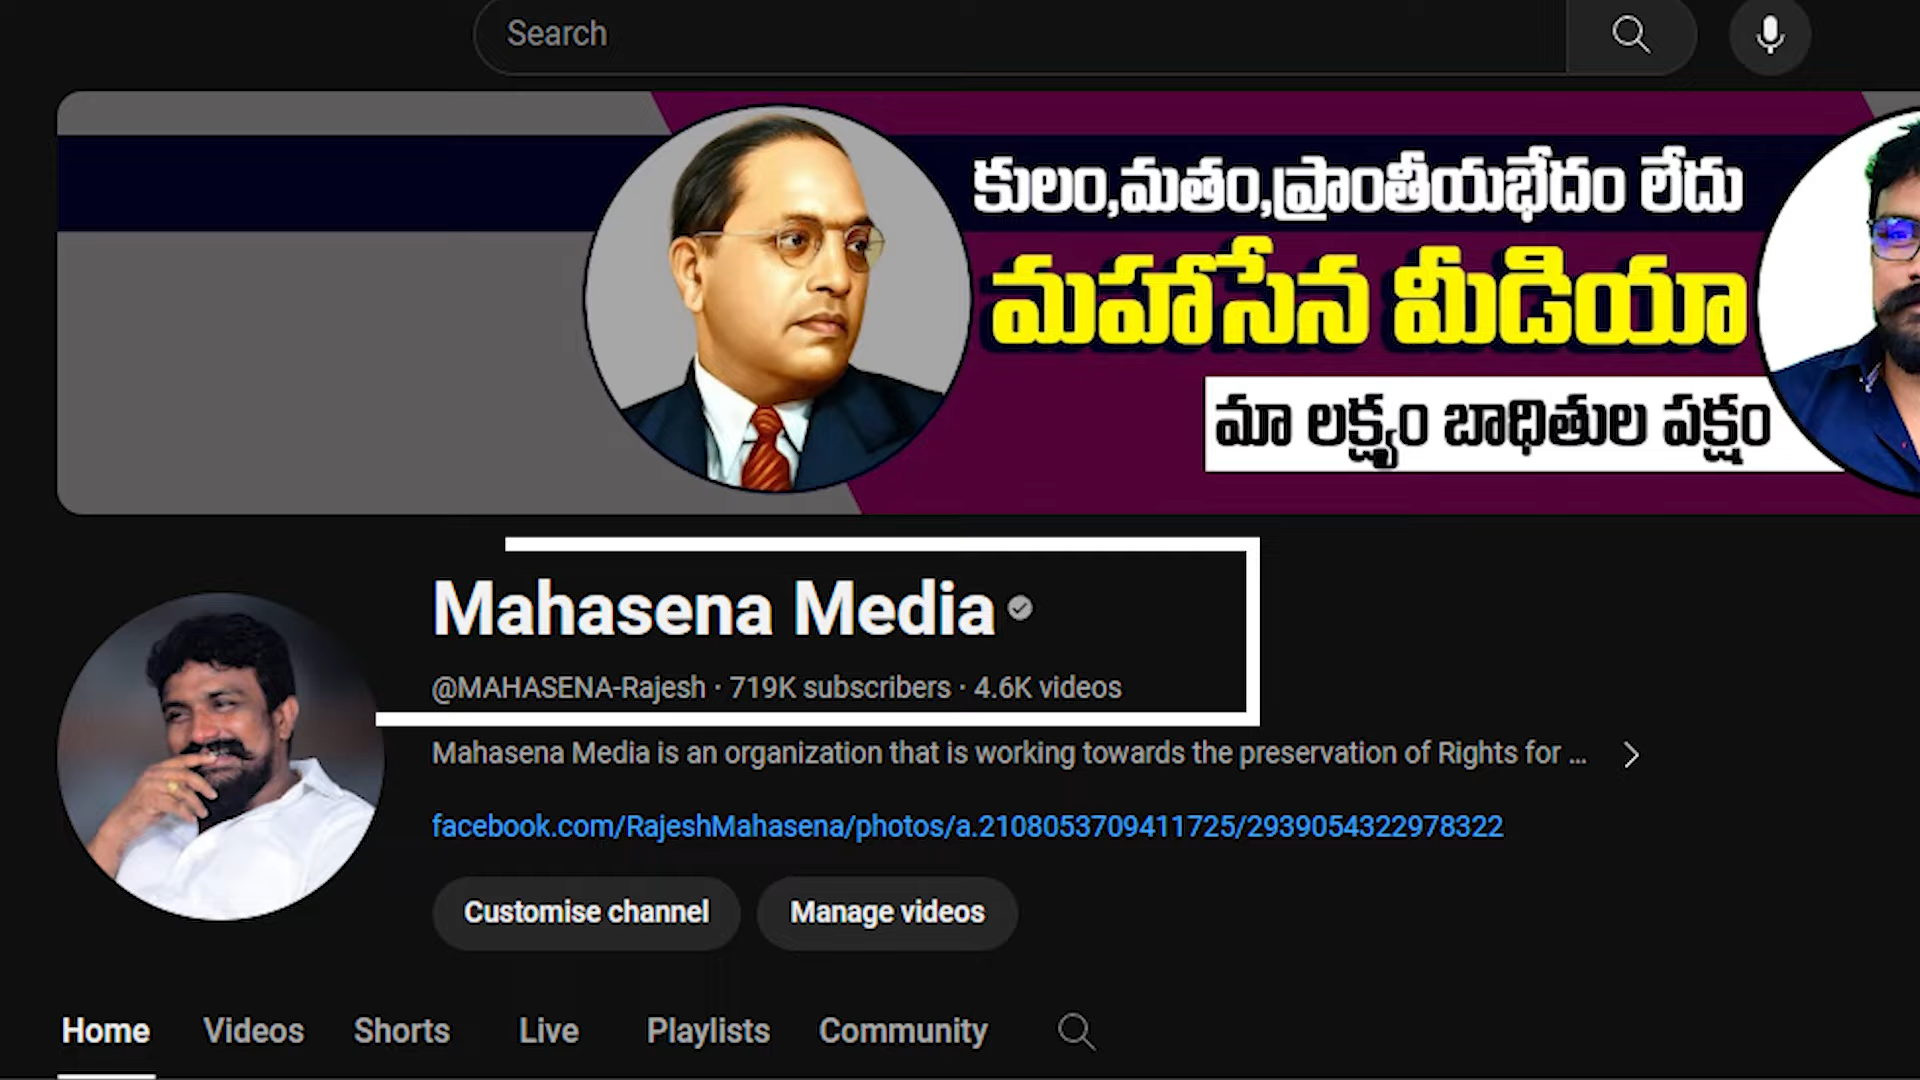 Search
కులం,మతం,ప్రాంతీయభేదం లేదు
మహాసేన మీడియా
మా లక్ష్యం బాధితుల పక్షం
Mahasena Media
@MAHASENA-Rajesh · 719K subscribers · 4.6K videos
Mahasena Media is an organization that is working towards the preservation of Rights for ...
facebook.com/RajeshMahasena/photos/a.2108053709411725/2939054322978322
Customise channel Manage videos
Home Videos Shorts Live Playlists Community